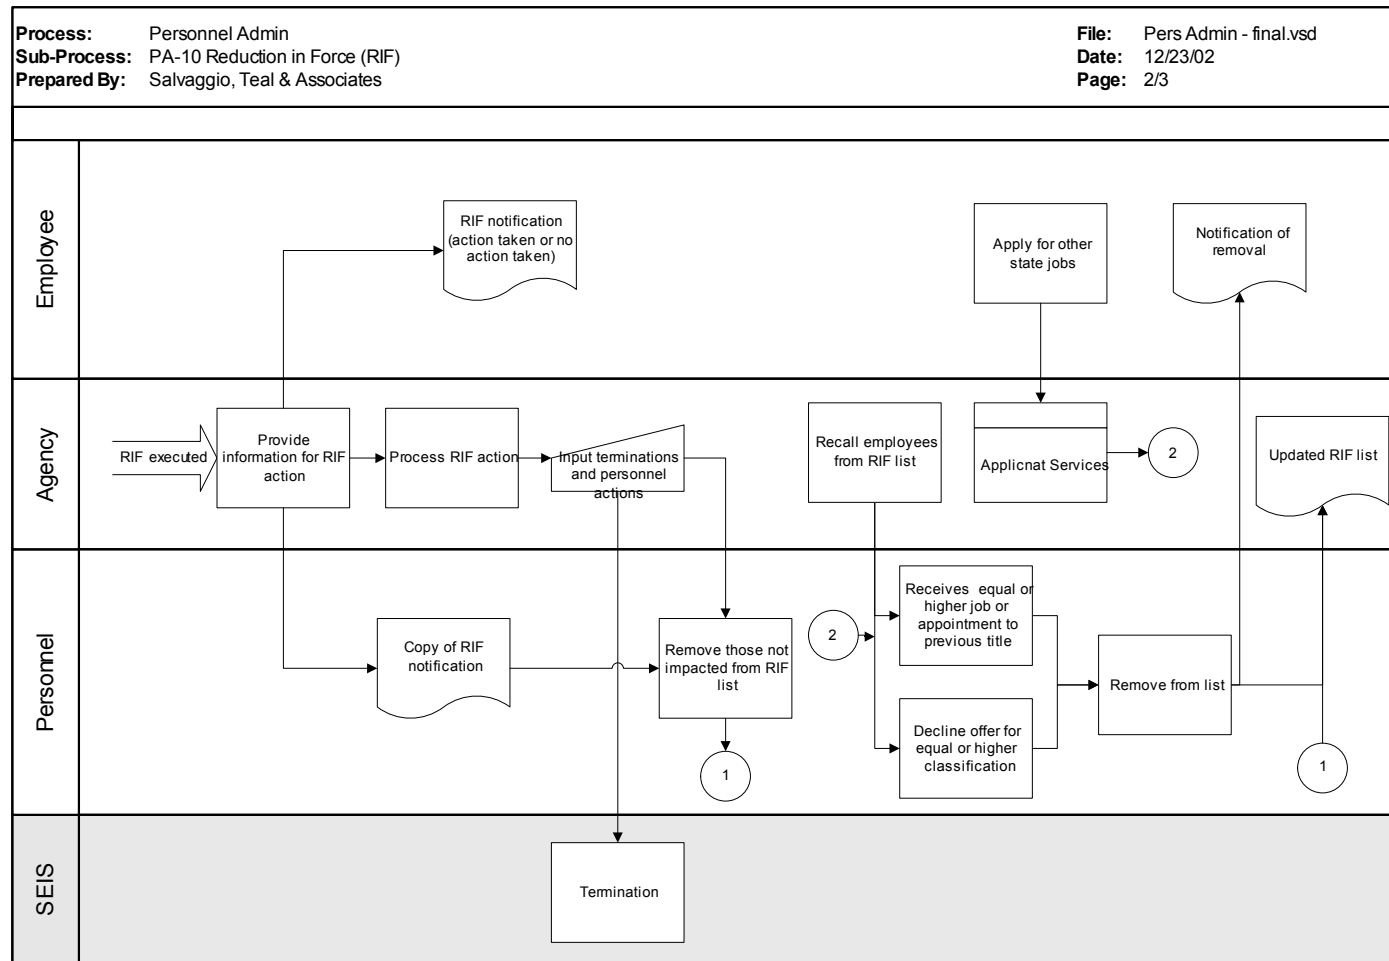 Process: Personnel Admin
Sub-Process: PA-10 Reduction in Force (RIF)
Prepared By: Salvaggio, Teal & Associates
File: Pers Admin - final.vsd
Date: 12/23/02
Page: 2/3
Employee
RIF notification
(action taken or no
action taken)
Apply for other
state jobs
Notification of
removal
Agency
RIF executed
Provide
information for RIF
action
Process RIF action
Input terminations
and personnel
actions
Recall employees
from RIF list
Applicnat Services
2
Updated RIF list
Personnel
Copy of RIF
notification
Remove those not
impacted from RIF
list
1
2
Receives equal or
higher job or
appointment to
previous title
Decline offer for
equal or higher
classification
Remove from list
1
SEIS
Termination